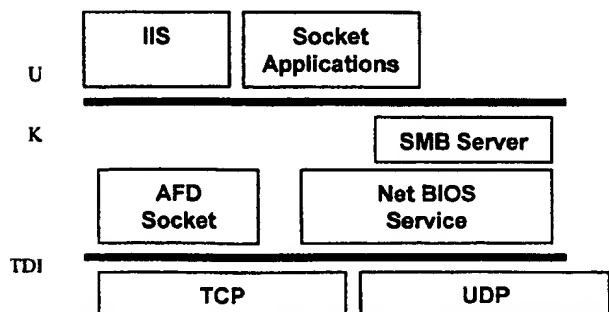 IIS
Socket
Applications
U
K
SMB Server
AFD
Socket
Net BIOS
Service
TDI
TCP
UDP